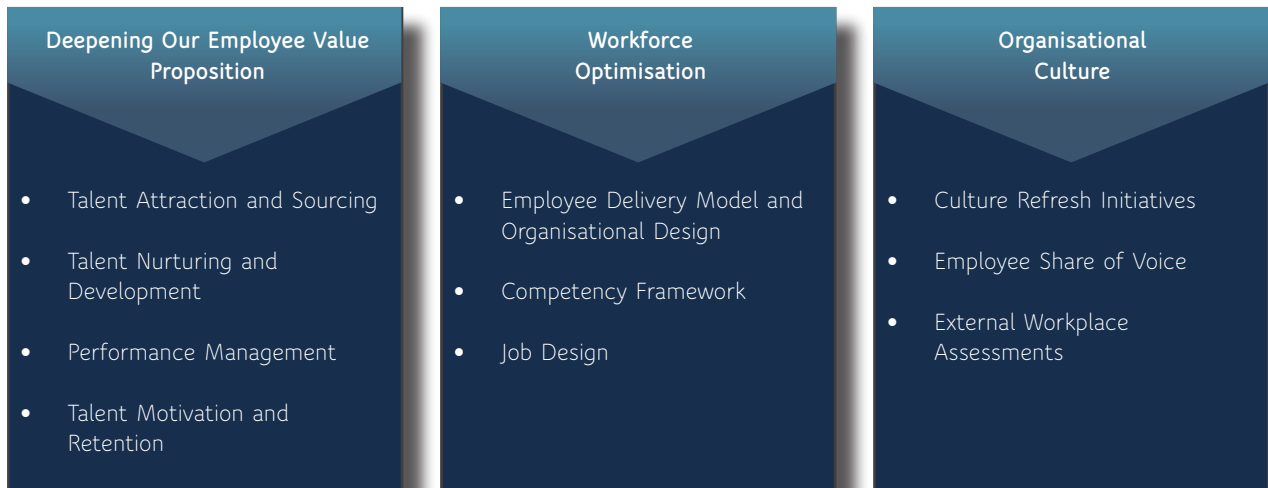 Deepening Our Employee Value
Proposition
• Talent Attraction and Sourcing
• Talent Nurturing and
Development
• Performance Management
• Talent Motivation and
Retention
Workforce
Optimisation
• Employee Delivery Model and
Organisational Design
• Competency Framework
• Job Design
Organisational
Culture
• Culture Refresh Initiatives
• Employee Share of Voice
• External Workplace
Assessments